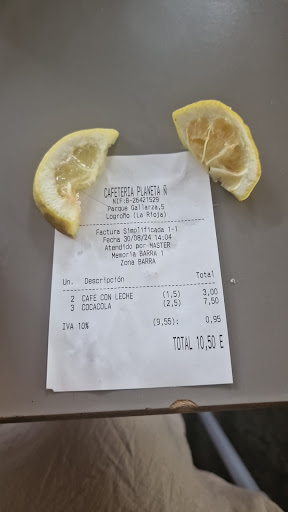 CAFETERIA PLANETA Ñ
NIF:B-26421529
Parque Gallarza,5
Logroño (La Rioja)
Factura Simplificada 1-1
Fecha 30/08/24 14:04
Atendido por MASTER
Memoria BARRA 1
Zona BARRA
Un. Descripción Total
2 CAFE CON LECHE (1,5) 3,00
3 COCACOLA (2,5) 7,50
IVA 10% (9,55): 0,95
TOTAL 10,50 E